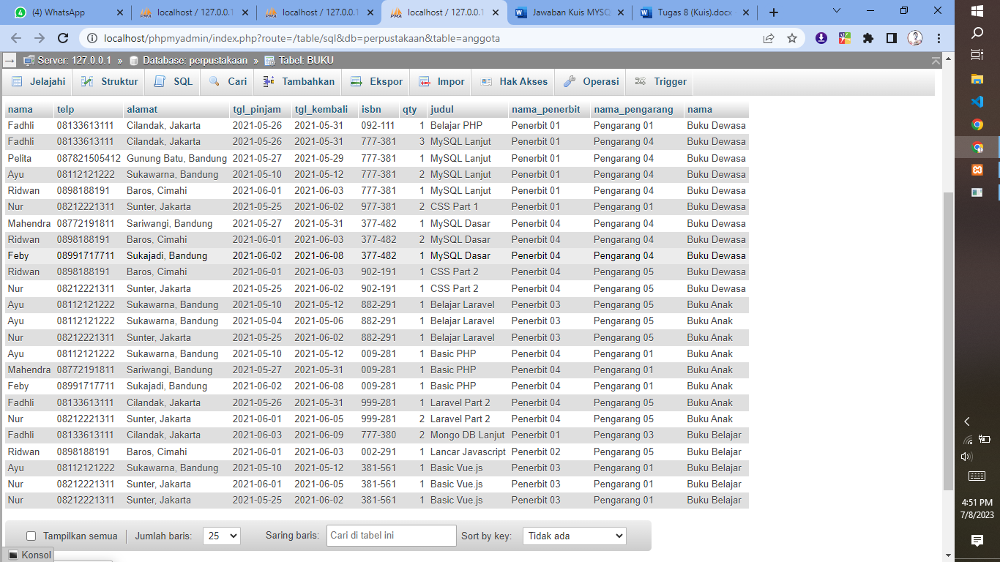 (4) WhatsApp localhost / 127.0.0.1 localhost / 127.0.0.1 localhost / 127.0.0.1 Jawaban Kuis MYSQ Tugas 8 (Kuis).docx
localhost/phpmyadmin/index.php?route=/table/sql&db=perpustakaan&table=anggota
Server: 127.0.0.1 » Database: perpustakaan » Tabel: BUKU
Jelajahi Struktur SQL Cari Tambahkan Ekspor Impor Hak Akses Operasi Trigger
nama telp alamat tgl_pinjam tgl_kembali isbn qty judul nama_penerbit nama_pengarang nama
Fadhli 08133613111 Cilandak, Jakarta 2021-05-26 2021-05-31 092-111 1 Belajar PHP Penerbit 01 Pengarang 01 Buku Dewasa
Fadhli 08133613111 Cilandak, Jakarta 2021-05-26 2021-05-31 777-381 3 MySQL Lanjut Penerbit 01 Pengarang 04 Buku Dewasa
Pelita 087821505412 Gunung Batu, Bandung 2021-05-27 2021-05-29 777-381 1 MySQL Lanjut Penerbit 01 Pengarang 04 Buku Dewasa
Ayu 08112121222 Sukawarna, Bandung 2021-05-10 2021-05-12 777-381 2 MySQL Lanjut Penerbit 01 Pengarang 04 Buku Dewasa
Ridwan 0898188191 Baros, Cimahi 2021-06-01 2021-06-03 777-381 1 MySQL Lanjut Penerbit 01 Pengarang 04 Buku Dewasa
Nur 08212221311 Sunter, Jakarta 2021-05-25 2021-06-02 977-381 2 CSS Part 1 Penerbit 01 Pengarang 01 Buku Dewasa
Mahendra 08772191811 Sariwangi, Bandung 2021-05-27 2021-05-31 377-482 1 MySQL Dasar Penerbit 04 Pengarang 04 Buku Dewasa
Ridwan 0898188191 Baros, Cimahi 2021-06-01 2021-06-03 377-482 2 MySQL Dasar Penerbit 04 Pengarang 04 Buku Dewasa
Feby 08991717711 Sukajadi, Bandung 2021-06-02 2021-06-08 377-482 1 MySQL Dasar Penerbit 04 Pengarang 04 Buku Dewasa
Ridwan 0898188191 Baros, Cimahi 2021-06-01 2021-06-03 902-191 1 CSS Part 2 Penerbit 04 Pengarang 05 Buku Dewasa
Nur 08212221311 Sunter, Jakarta 2021-05-25 2021-06-02 902-191 1 CSS Part 2 Penerbit 04 Pengarang 05 Buku Dewasa
Ayu 08112121222 Sukawarna, Bandung 2021-05-10 2021-05-12 882-291 1 Belajar Laravel Penerbit 03 Pengarang 05 Buku Anak
Ayu 08112121222 Sukawarna, Bandung 2021-05-04 2021-05-06 882-291 1 Belajar Laravel Penerbit 03 Pengarang 05 Buku Anak
Nur 08212221311 Sunter, Jakarta 2021-05-25 2021-06-02 882-291 1 Belajar Laravel Penerbit 03 Pengarang 05 Buku Anak
Ayu 08112121222 Sukawarna, Bandung 2021-05-10 2021-05-12 009-281 1 Basic PHP Penerbit 04 Pengarang 01 Buku Anak
Mahendra 08772191811 Sariwangi, Bandung 2021-05-27 2021-05-31 009-281 1 Basic PHP Penerbit 04 Pengarang 01 Buku Anak
Feby 08991717711 Sukajadi, Bandung 2021-06-02 2021-06-08 009-281 1 Basic PHP Penerbit 04 Pengarang 01 Buku Anak
Fadhli 08133613111 Cilandak, Jakarta 2021-05-26 2021-05-31 999-281 1 Laravel Part 2 Penerbit 04 Pengarang 05 Buku Anak
Nur 08212221311 Sunter, Jakarta 2021-06-01 2021-06-05 999-281 2 Laravel Part 2 Penerbit 04 Pengarang 05 Buku Anak
Fadhli 08133613111 Cilandak, Jakarta 2021-06-03 2021-06-09 777-380 2 Mongo DB Lanjut Penerbit 01 Pengarang 03 Buku Belajar
Ridwan 0898188191 Baros, Cimahi 2021-06-01 2021-06-03 002-291 1 Lancar Javascript Penerbit 02 Pengarang 05 Buku Belajar
Ayu 08112121222 Sukawarna, Bandung 2021-05-10 2021-05-12 381-561 1 Basic Vue.js Penerbit 03 Pengarang 01 Buku Belajar
Nur 08212221311 Sunter, Jakarta 2021-06-01 2021-06-05 381-561 1 Basic Vue.js Penerbit 03 Pengarang 01 Buku Belajar
Nur 08212221311 Sunter, Jakarta 2021-05-25 2021-06-02 381-561 1 Basic Vue.js Penerbit 03 Pengarang 01 Buku Belajar
Tampilkan semua Jumlah baris: 25 Saring baris: Cari di tabel ini Sort by key: Tidak ada
Konsol
4:51 PM
7/8/2023